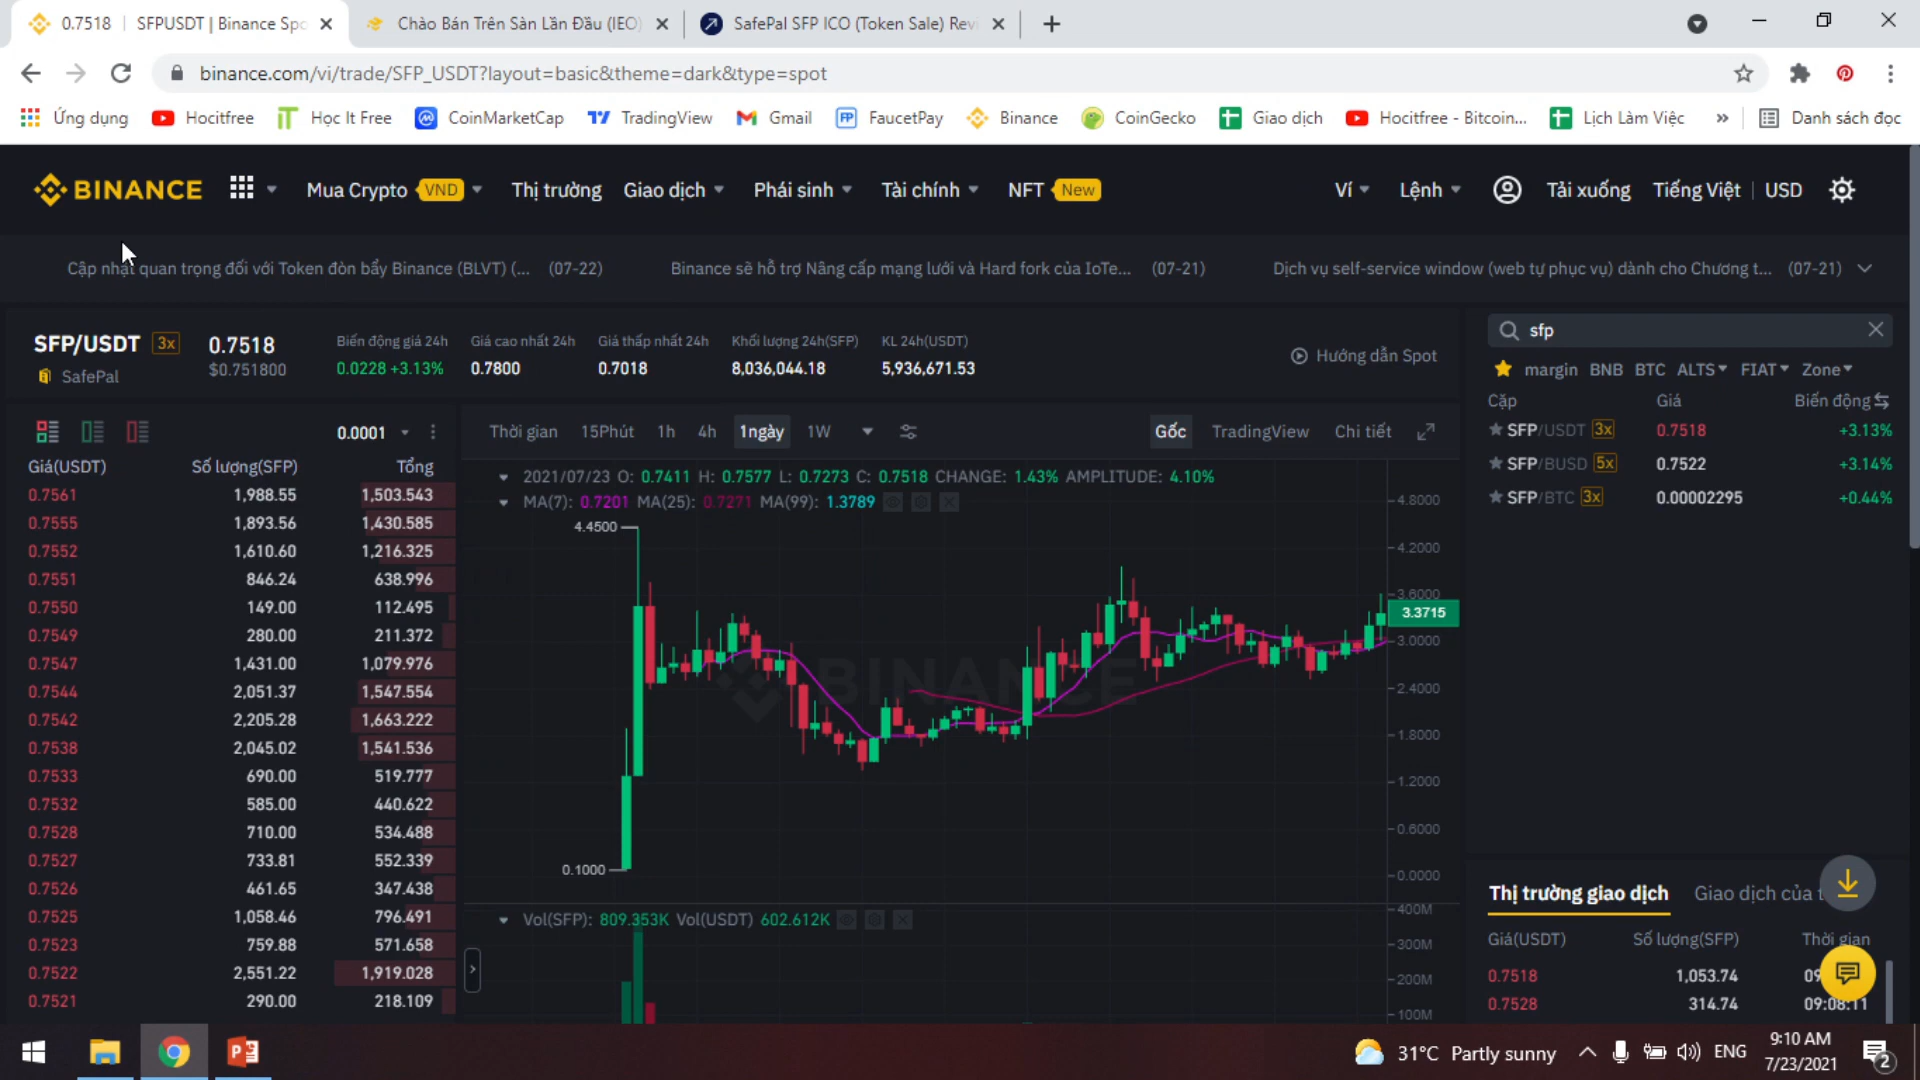 0.7518 | SFPUSDT | Binance Spo
Chào Bán Trên Sàn Lần Đầu (IEO)
SafePal SFP ICO (Token Sale) Rev
binance.com/vi/trade/SFP_USDT?layout=basic&theme=dark&type=spot
Ứng dụng Hocitfree Học It Free CoinMarketCap TradingView Gmail FaucetPay Binance CoinGecko Giao dịch Hocitfree - Bitcoin... Lịch Làm Việc » Danh sách đọc
BINANCE Mua Crypto VND Thị trường Giao dịch Phái sinh Tài chính NFT New Ví Lệnh Tải xuống Tiếng Việt | USD
Cập nhật quan trọng đối với Token đòn bẩy Binance (BLVT) (... (07-22) Binance sẽ hỗ trợ Nâng cấp mạng lưới và Hard fork của IoTe... (07-21) Dịch vụ self-service window (web tự phục vụ) dành cho Chương t... (07-21)
SFP/USDT 3x
SafePal
0.7518
$0.751800
Biến động giá 24h
0.0228 +3.13%
Giá cao nhất 24h
0.7800
Giá thấp nhất 24h
0.7018
Khối lượng 24h(SFP)
8,036,044.18
KL 24h(USDT)
5,936,671.53
Hướng dẫn Spot
0.0001
Giá(USDT) Số lượng(SFP) Tổng
0.7561 1,988.55 1,503.543
0.7555 1,893.56 1,430.585
0.7552 1,610.60 1,216.325
0.7551 846.24 638.996
0.7550 149.00 112.495
0.7549 280.00 211.372
0.7547 1,431.00 1,079.976
0.7544 2,051.37 1,547.554
0.7542 2,205.28 1,663.222
0.7538 2,045.02 1,541.536
0.7533 690.00 519.777
0.7532 585.00 440.622
0.7528 710.00 534.488
0.7527 733.81 552.339
0.7526 461.65 347.438
0.7525 1,058.46 796.491
0.7523 759.88 571.658
0.7522 2,551.22 1,919.028
0.7521 290.00 218.109
Thời gian 15Phút 1h 4h 1ngày 1W Gốc TradingView Chi tiết
2021/07/23 O: 0.7411 H: 0.7577 L: 0.7273 C: 0.7518 CHANGE: 1.43% AMPLITUDE: 4.10%
MA(7): 0.7201 MA(25): 0.7271 MA(99): 1.3789
4.4500
0.1000
BINANCE
4.8000
4.2000
3.6000
3.3715
3.0000
2.4000
1.8000
1.2000
0.6000
0.0000
Vol(SFP): 809.353K Vol(USDT) 602.612K
400M
300M
200M
100M
sfp
margin BNB BTC ALTS FIAT Zone
Cặp Giá Biến động
SFP/USDT 3x 0.7518 +3.13%
SFP/BUSD 5x 0.7522 +3.14%
SFP/BTC 3x 0.00002295 +0.44%
Thị trường giao dịch Giao dịch của t
Giá(USDT) Số lượng(SFP) Thời gian
0.7518 1,053.74 09
0.7528 314.74 09:08:11
31°C Partly sunny ENG
9:10 AM
7/23/2021
2